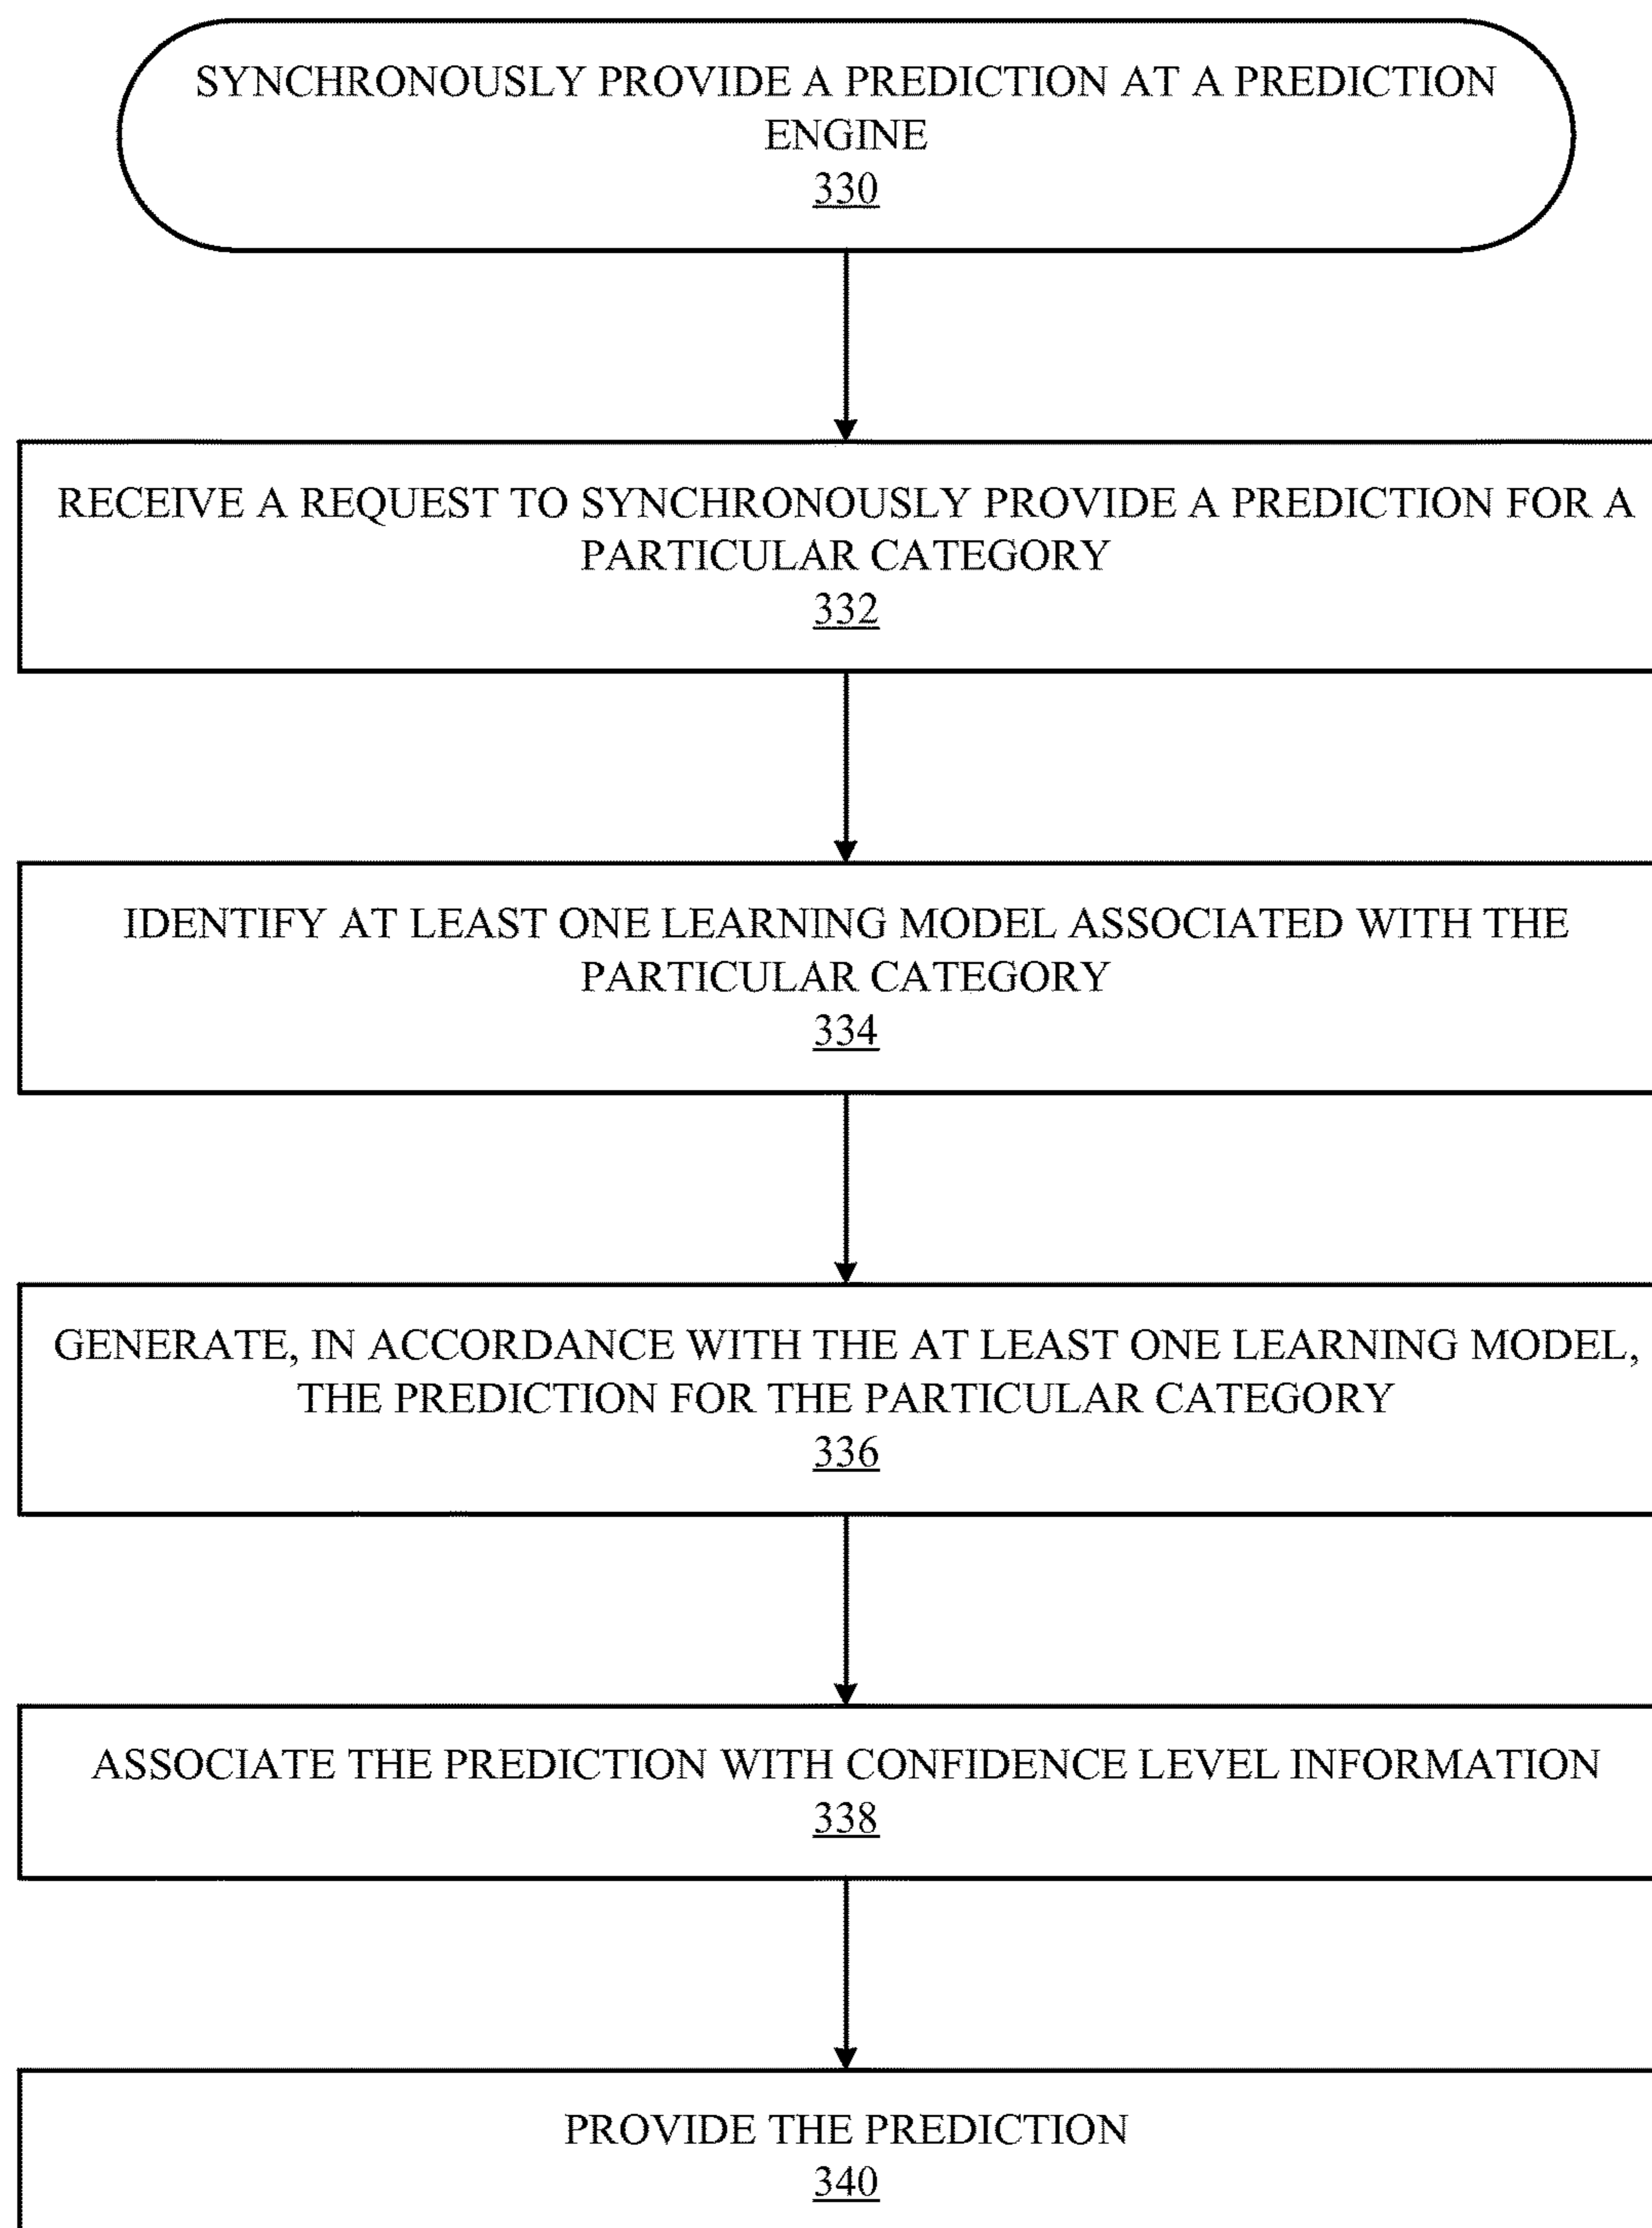 SYNCHRONOUSLY PROVIDE A PREDICTION AT A PREDICTION
ENGINE
330
RECEIVE A REQUEST TO SYNCHRONOUSLY PROVIDE A PREDICTION FOR A
PARTICULAR CATEGORY
332
IDENTIFY AT LEAST ONE LEARNING MODEL ASSOCIATED WITH THE
PARTICULAR CATEGORY
334
GENERATE, IN ACCORDANCE WITH THE AT LEAST ONE LEARNING MODEL,
THE PREDICTION FOR THE PARTICULAR CATEGORY
336
ASSOCIATE THE PREDICTION WITH CONFIDENCE LEVEL INFORMATION
338
PROVIDE THE PREDICTION
340